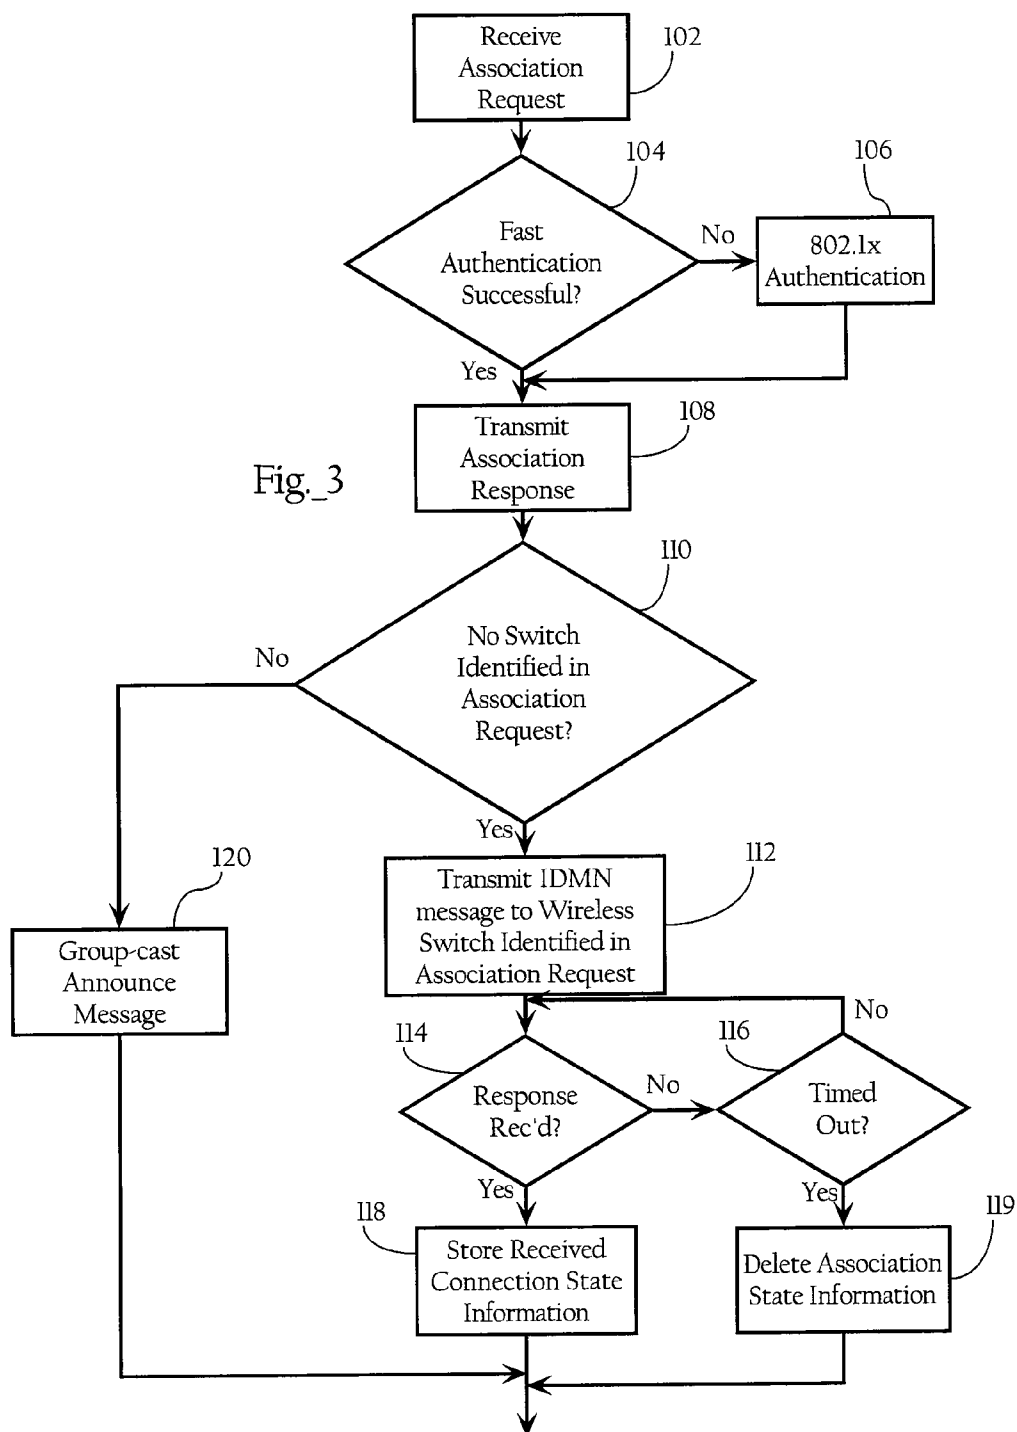 Receive
Association
Request
102
Fast
Authentication
Successful?
104
No
802.1x
Authentication
106
Yes
Transmit
Association
Response
108
Fig._3
No Switch
Identified in
Association
Request?
110
No
Yes
Transmit IDMN
message to Wireless
Switch Identified in
Association Request
112
Group-cast
Announce
Message
120
Response
Rec'd?
114
No
Timed
Out?
116
No
Yes
Yes
Store Received
Connection State
Information
118
Delete Association
State Information
119